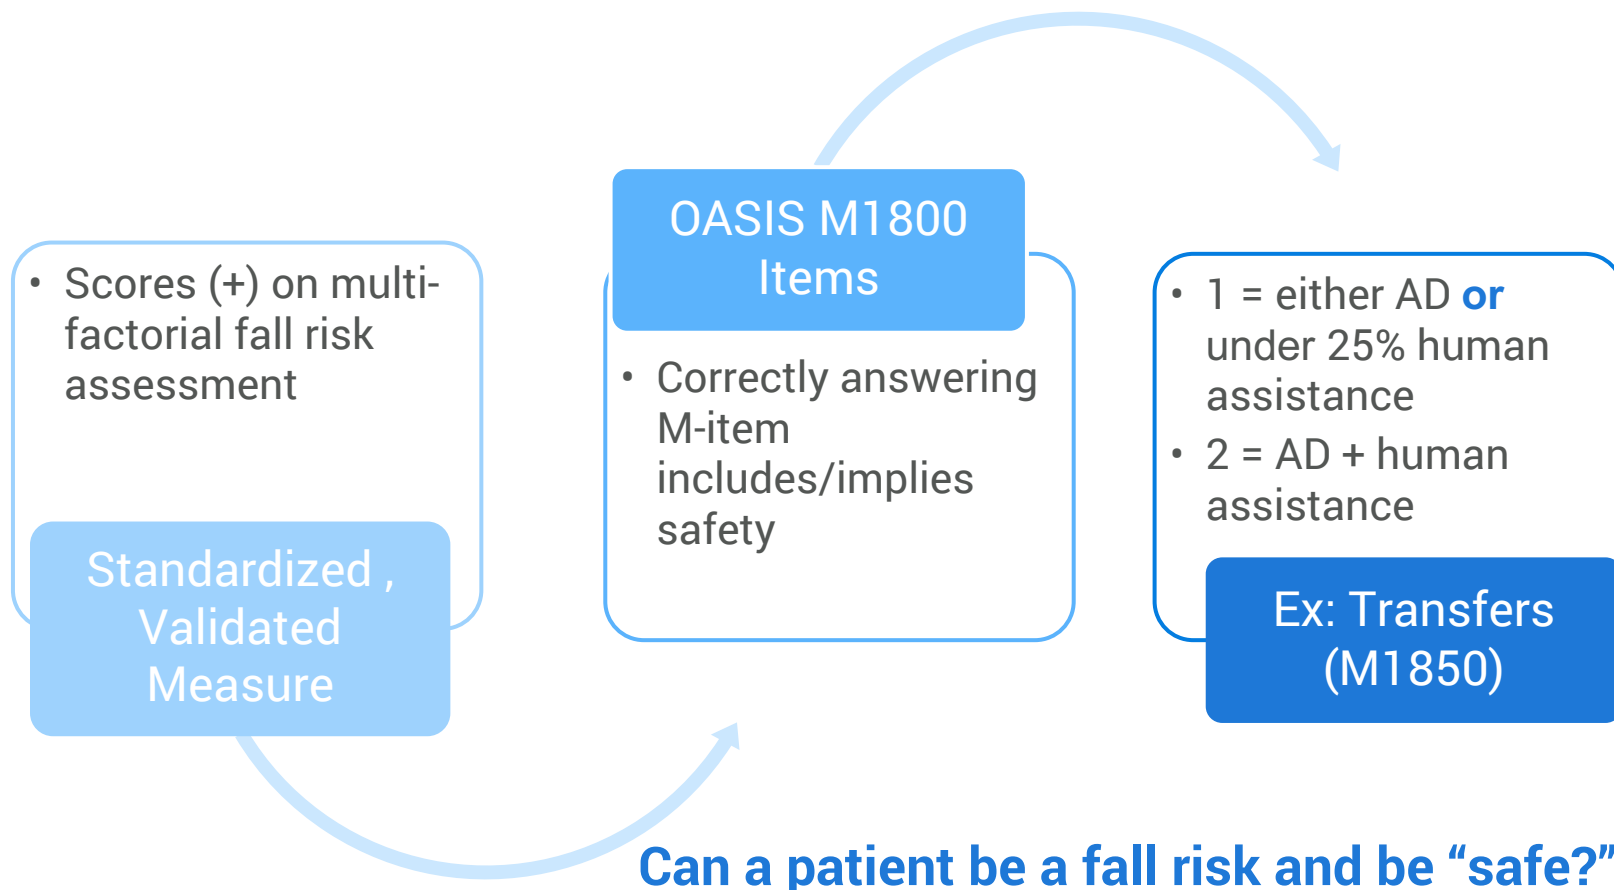 • Scores (+) on multi-
factorial fall risk
assessment
Standardized ,
Validated
Measure
OASIS M1800
Items
• Correctly answering
M-item
includes/implies
safety
• 1 = either AD or
under 25% human
assistance
• 2 = AD + human
assistance
Ex: Transfers
(M1850)
Can a patient be a fall risk and be “safe?”